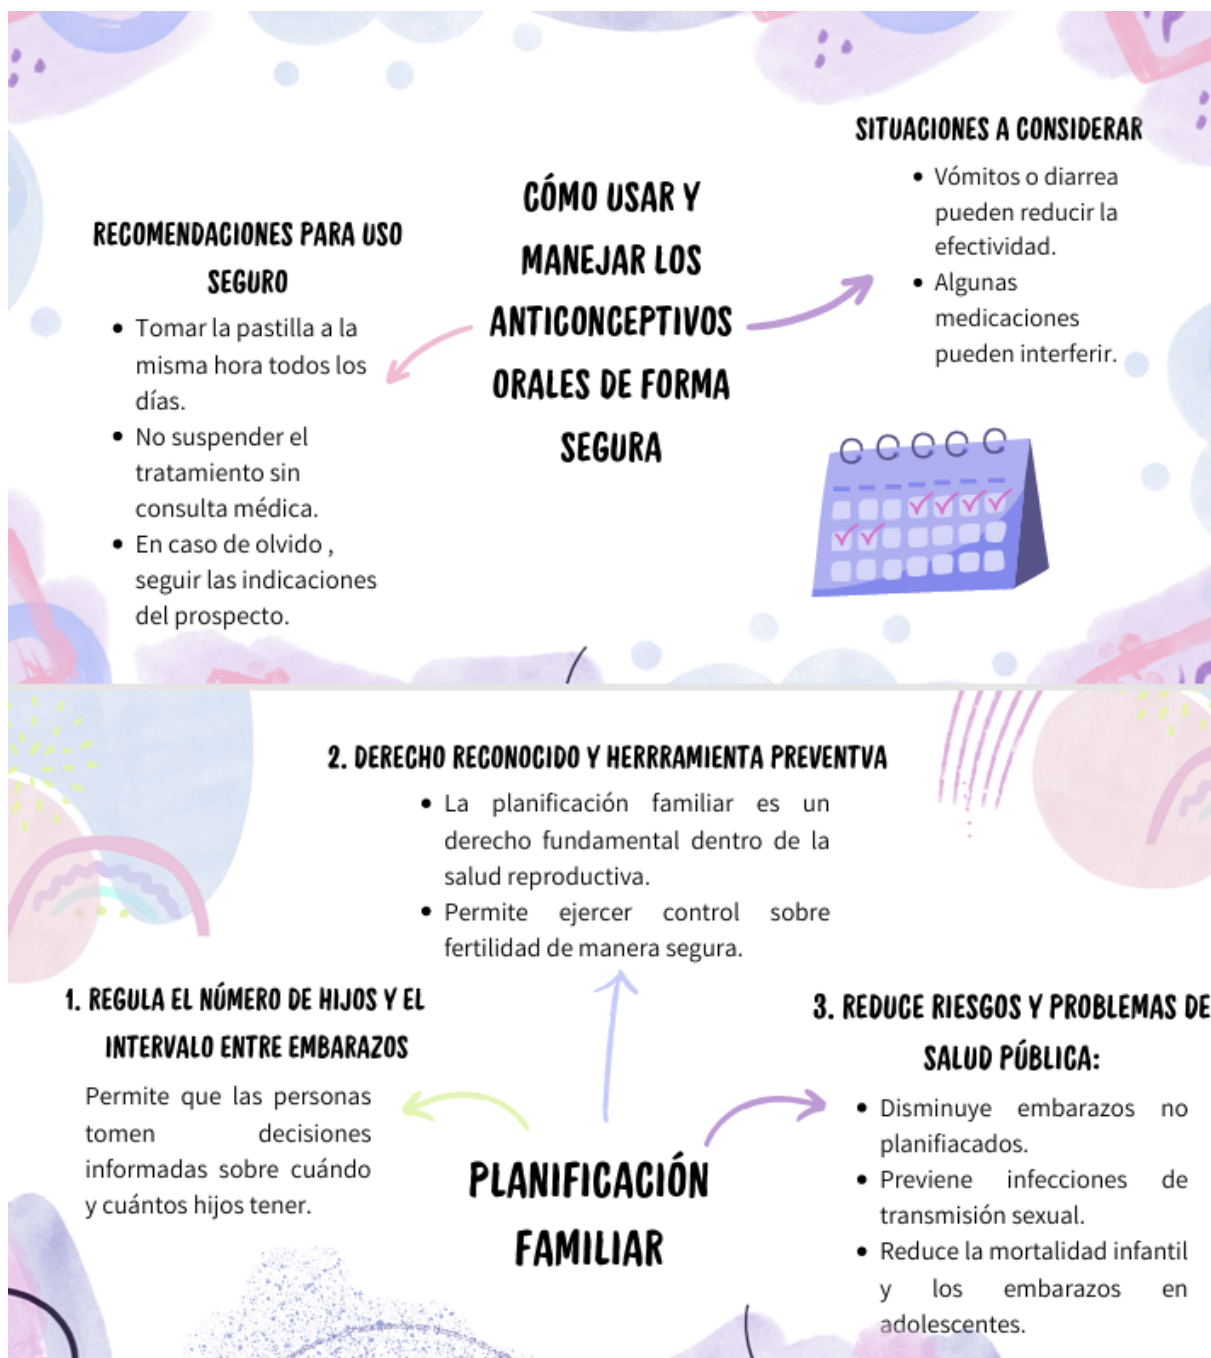 CÓMO USAR Y
MANEJAR LOS
ANTICONCEPTIVOS
ORALES DE FORMA
SEGURA
RECOMENDACIONES PARA USO
SEGURO
• Tomar la pastilla a la
misma hora todos los
días.
• No suspender el
tratamiento sin
consulta médica.
• En caso de olvido ,
seguir las indicaciones
del prospecto.
SITUACIONES A CONSIDERAR
• Vómitos o diarrea
pueden reducir la
efectividad.
• Algunas
medicaciones
pueden interferir.
PLANIFICACIÓN
FAMILIAR
1. REGULA EL NÚMERO DE HIJOS Y EL
INTERVALO ENTRE EMBARAZOS
Permite que las personas
tomen decisiones
informadas sobre cuándo
y cuántos hijos tener.
2. DERECHO RECONOCIDO Y HERRRAMIENTA PREVENTVA
• La planificación familiar es un
derecho fundamental dentro de la
salud reproductiva.
• Permite ejercer control sobre
fertilidad de manera segura.
3. REDUCE RIESGOS Y PROBLEMAS DE
SALUD PÚBLICA:
• Disminuye embarazos no
planifiacados.
• Previene infecciones de
transmisión sexual.
• Reduce la mortalidad infantil
y los embarazos en
adolescentes.